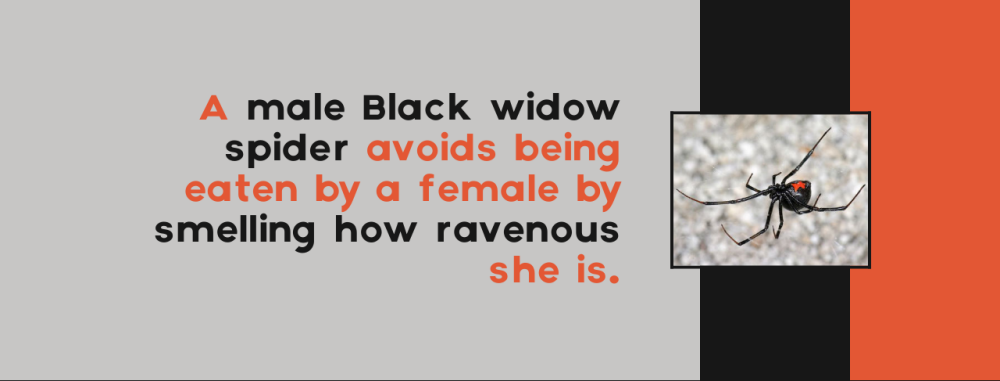 A male Black widow
spider avoids being
eaten by a female by
smelling how ravenous
she is.